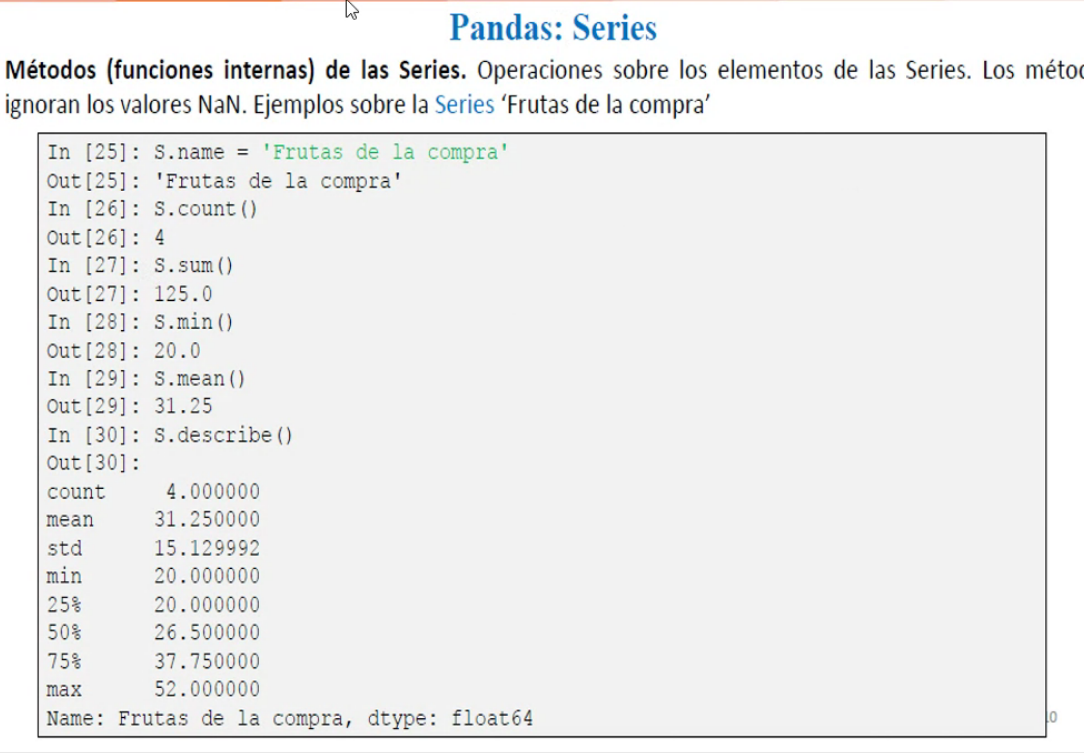 Pandas: Series
Métodos (funciones internas) de las Series. Operaciones sobre los elementos de las Series. Los
ignoran los valores NaN. Ejemplos sobre la Series ‘Frutas de la compra’
In [25]: S.name = 'Frutas de la compra'
Out[25]: 'Frutas de la compra'
In [26]: S.count()
Out[26]: 4
In [27]: S.sum()
Out[27]: 125.0
In [28]: S.min()
Out[28]: 20.0
In [29]: S.mean()
Out[29]: 31.25
In [30]: S.describe()
Out[30]:
count 4.000000
mean 31.250000
std 15.129992
min 20.000000
25% 20.000000
50% 26.500000
75% 37.750000
max 52.000000
Name: Frutas de la compra, dtype: float64